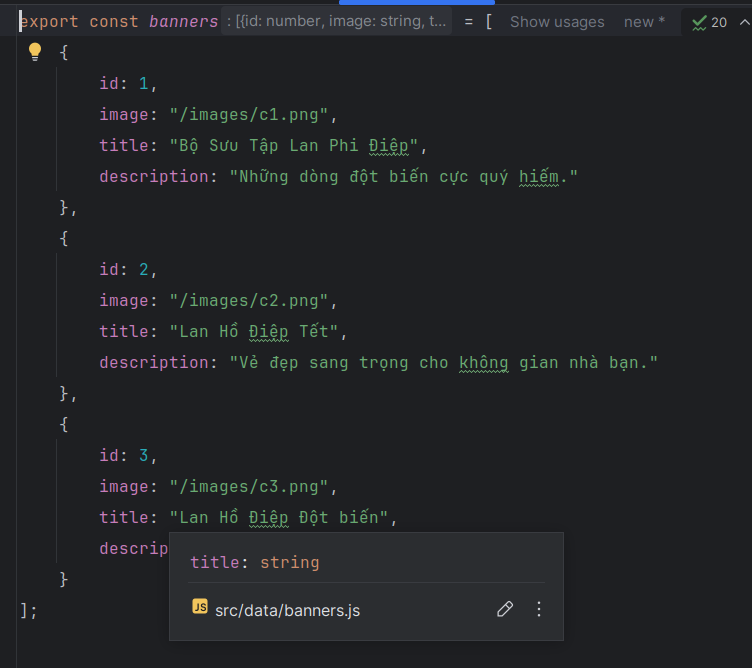 export const banners : [{id: number, image: string, t... = [ Show usages new *
20
{
id: 1,
image: "/images/c1.png",
title: "Bộ Sưu Tập Lan Phi Điệp",
description: "Những dòng đột biến cực quý hiếm."
},
{
id: 2,
image: "/images/c2.png",
title: "Lan Hồ Điệp Tết",
description: "Vẻ đẹp sang trọng cho không gian nhà bạn."
},
{
id: 3,
image: "/images/c3.png",
title: "Lan Hồ Điệp Đột biến",
descrip
title: string
}
JS src/data/banners.js
];